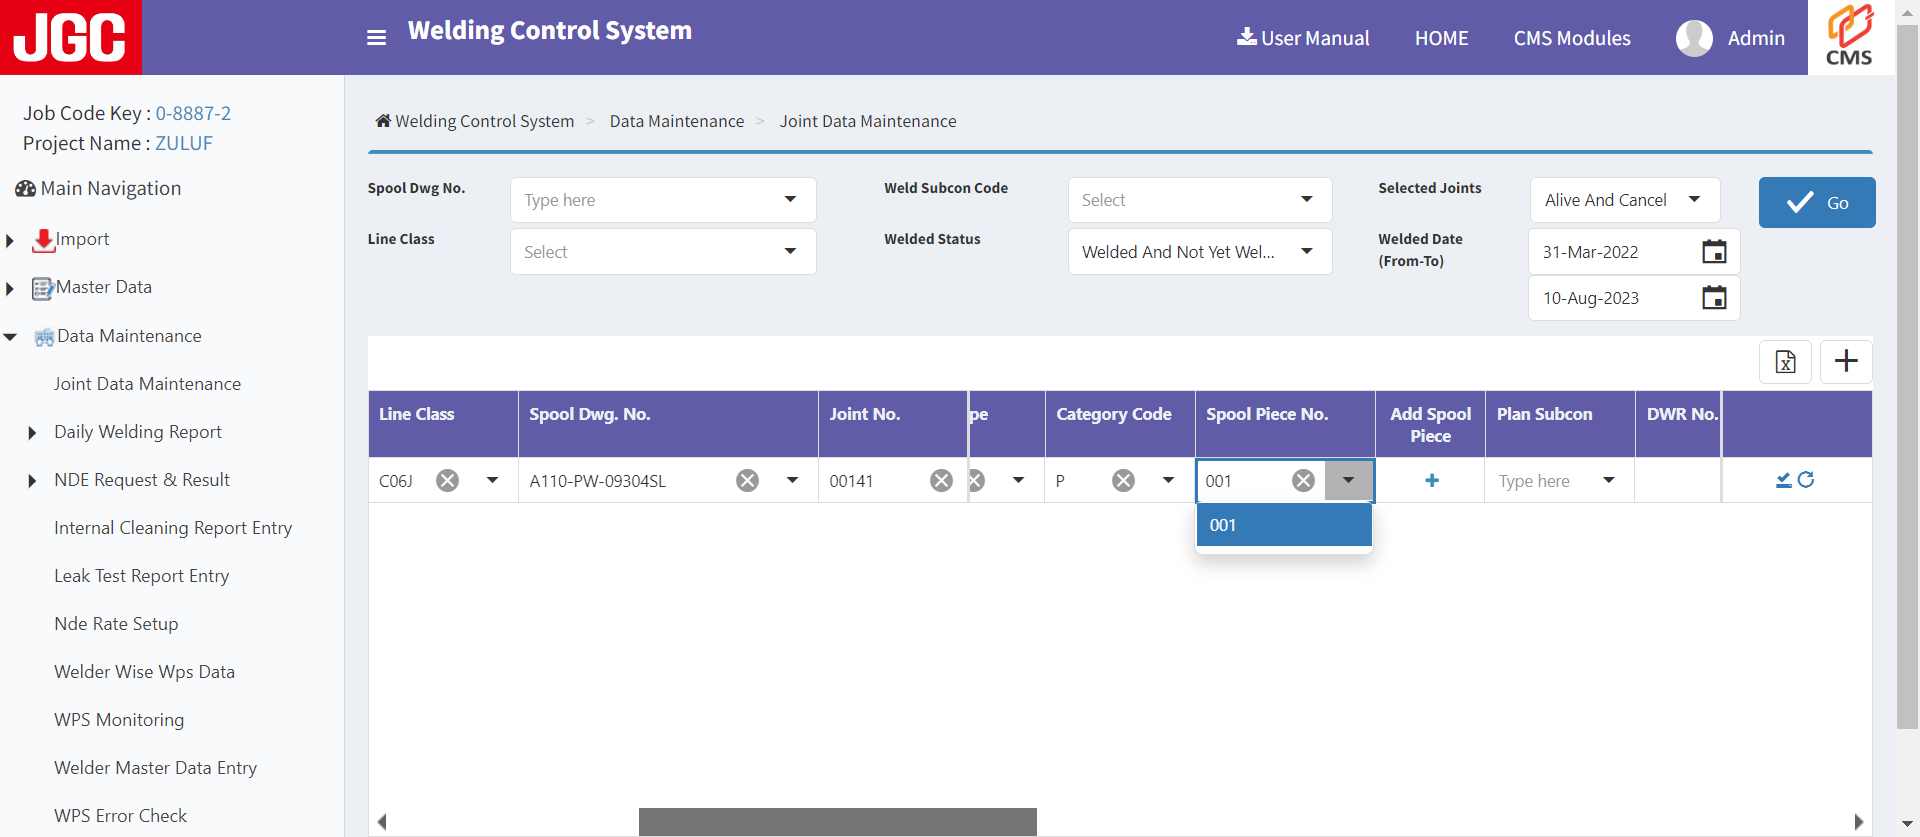 JGC
Welding Control System
User Manual
HOME
CMS Modules
Admin
CMS
Job Code Key : 0-8887-2
Project Name : ZULUF
Main Navigation
Import
Master Data
Data Maintenance
Joint Data Maintenance
Daily Welding Report
NDE Request & Result
Internal Cleaning Report Entry
Leak Test Report Entry
Nde Rate Setup
Welder Wise Wps Data
WPS Monitoring
Welder Master Data Entry
WPS Error Check
Welding Control System > Data Maintenance > Joint Data Maintenance
Spool Dwg No.
Type here
Weld Subcon Code
Select
Selected Joints
Alive And Cancel
Go
Line Class
Select
Welded Status
Welded And Not Yet Wel...
Welded Date
(From-To)
31-Mar-2022
10-Aug-2023
Line Class
Spool Dwg. No.
Joint No.
pe
Category Code
Spool Piece No.
Add Spool
Piece
Plan Subcon
DWR No.
C06J
A110-PW-09304SL
00141
P
001
Type here
001